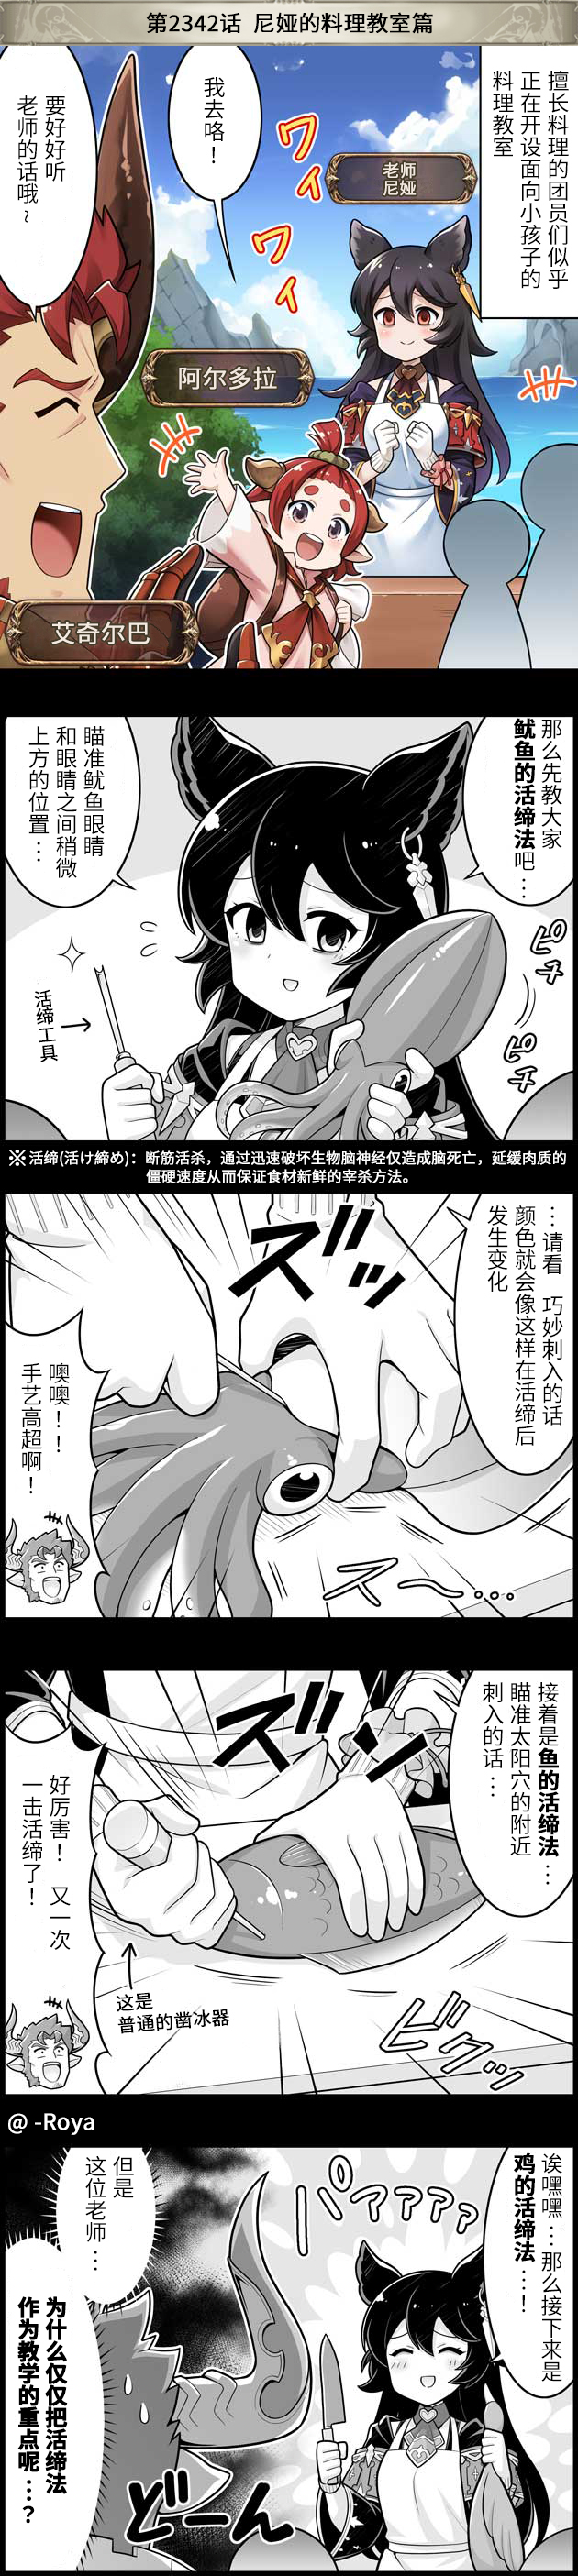 第2342话 尼娅的料理教室篇
擅长料理的团员们似乎
正在开设面向小孩子的
料理教室
老师
尼娅
我去咯！
ワイ
ワイ
要好好听
老师的话哦~
阿尔多拉
艾奇尔巴
那么先教大家
鱿鱼的活缔法吧…
瞄准鱿鱼眼睛
和眼睛之间稍微
上方的位置…
ピチ
ピチ
活缔工具
※活缔(活け締め)：断筋活杀，通过迅速破坏生物脑神经仅造成脑死亡，延缓肉质的
僵硬速度从而保证食材新鲜的宰杀方法。
…请看 巧妙刺入的话
颜色就会像这样在活缔后
发生变化
ズブッ
噢噢！！
手艺高超啊！
スーー…
接着是鱼的活缔法…
瞄准太阳穴的附近
刺入的话…
ズブッ
好厉害！ 又一次
一击活缔了！
这是
普通的凿冰器
ビクッ
@ -Roya
诶嘿嘿…那么接下来是
鸡的活缔法…！
パァァァァ
但是
这位老师…
为什么仅仅把活缔法
作为教学的重点呢…？
どーん